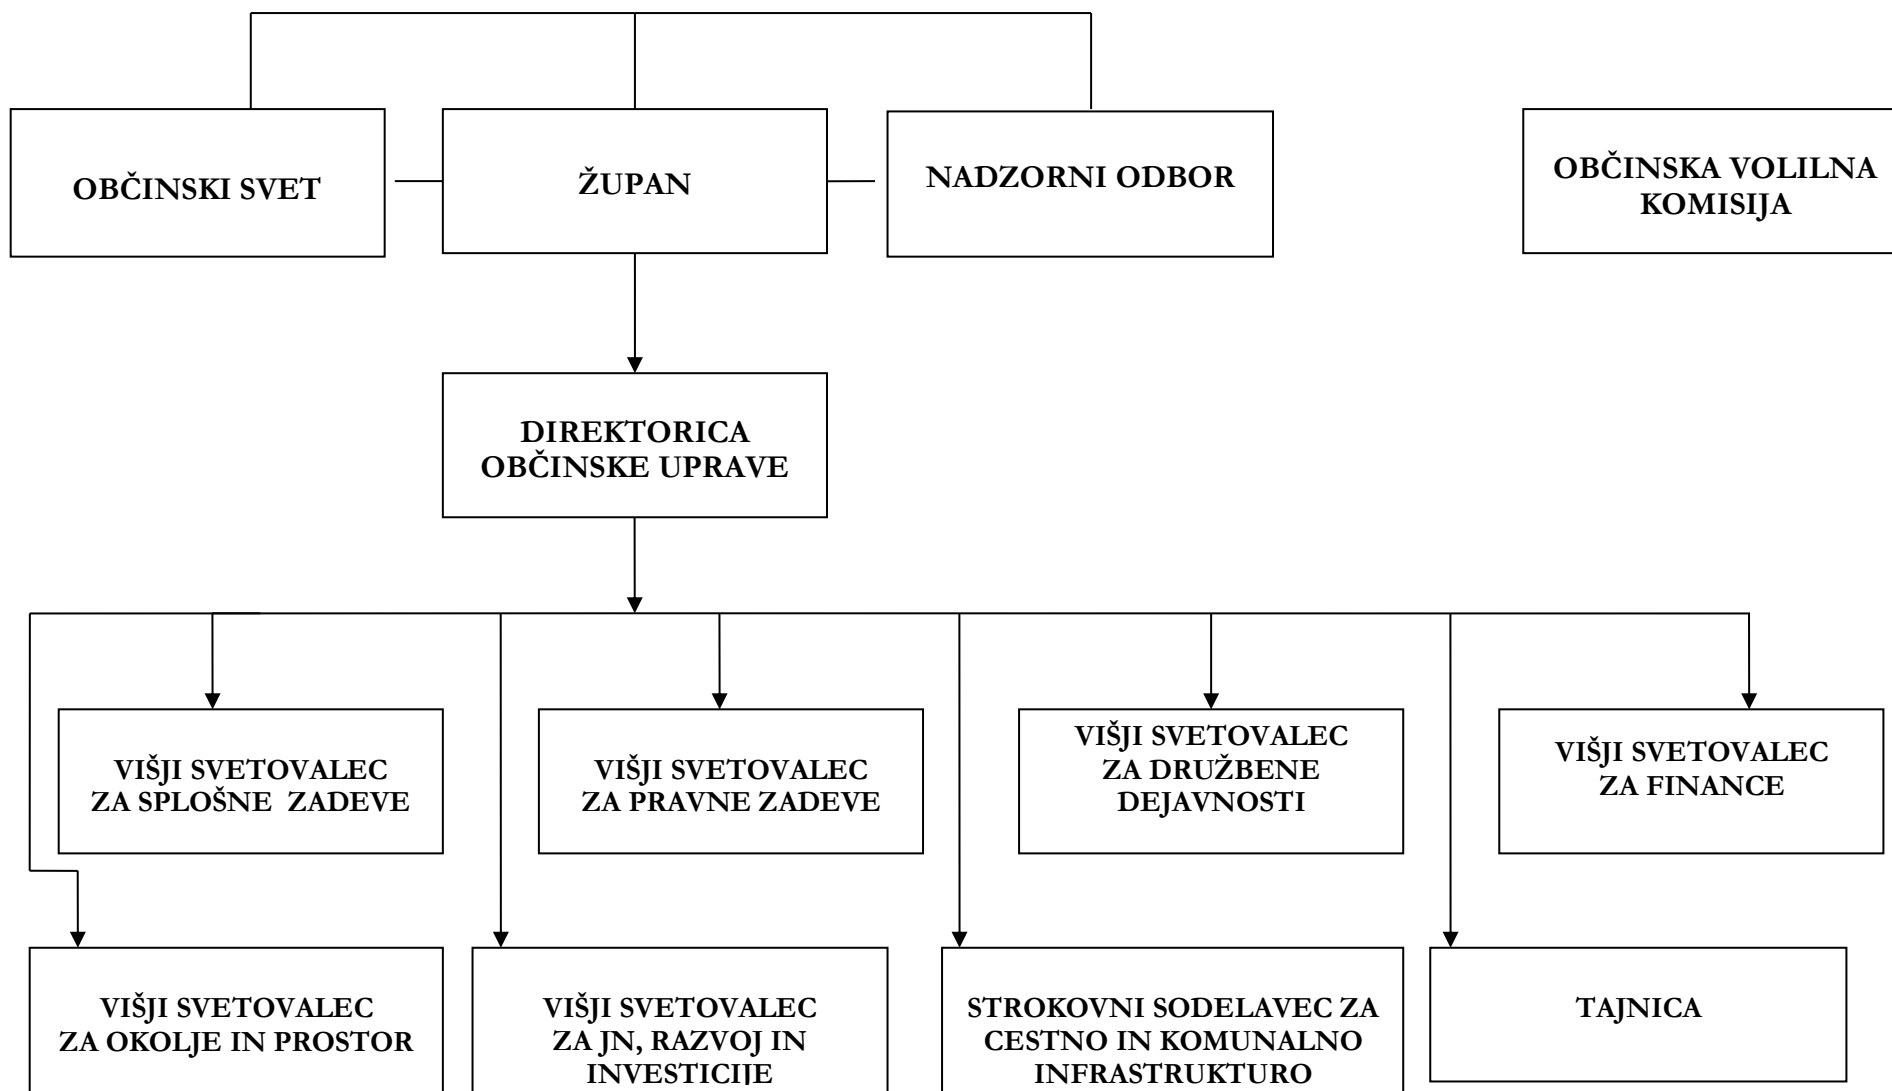 OBČINSKI SVET
ŽUPAN
NADZORNI ODBOR
OBČINSKA VOLILNA
KOMISIJA
DIREKTORICA
OBČINSKE UPRAVE
VIŠJI SVETOVALEC
ZA SPLOŠNE  ZADEVE
VIŠJI SVETOVALEC
ZA PRAVNE ZADEVE
VIŠJI SVETOVALEC
ZA DRUŽBENE
DEJAVNOSTI
VIŠJI SVETOVALEC
ZA FINANCE
VIŠJI SVETOVALEC
ZA OKOLJE IN PROSTOR
VIŠJI SVETOVALEC
ZA JN, RAZVOJ IN
INVESTICIJE
STROKOVNI SODELAVEC ZA
CESTNO IN KOMUNALNO
INFRASTRUKTURO
TAJNICA